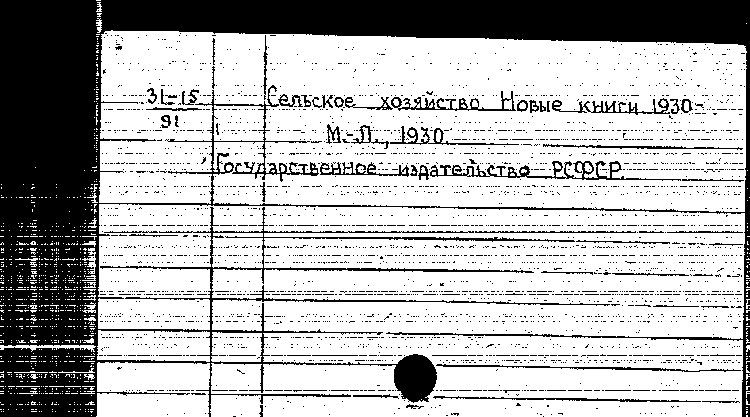 31-15 Сельское хозяйство. Новые книги 1930-
91
М.-Л., 1930.
Государственное издательство РСФСР.